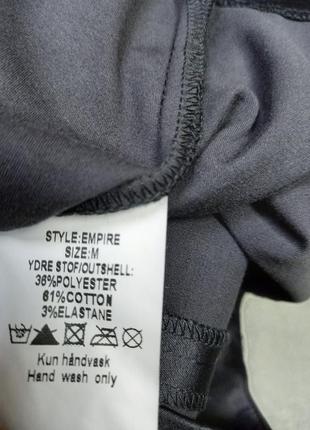 STYLE:EMPIRE
SIZE:M
YDRE STOF/OUTSHELL:
36%POLYESTER
61%COTTON
3%ELASTANE
Kun håndvask
Hand wash only